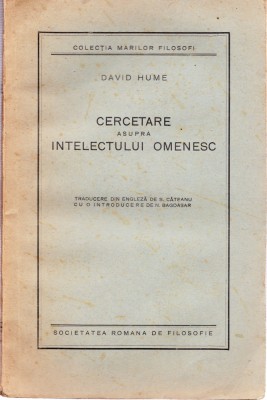 COLECȚIA MARILOR FILOSOFI
DAVID HUME
CERCETARE
ASUPRA
INTELECTULUI OMENESC
TRADUCERE DIN ENGLEZĂ DE S. CĂTEANU
CU O INTRODUCERE DE N. BAGDASAR
SOCIETATEA ROMANA DE FILOSOFIE